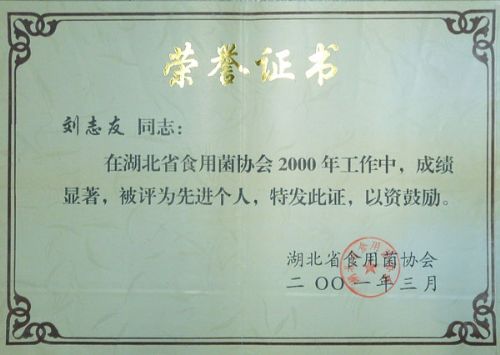 荣誉证书
刘志友 同志：
在湖北省食用菌协会2000年工作中，成绩
显著，被评为先进个人，特发此证，以资鼓励。
湖北省食用菌协会
二〇〇一年三月